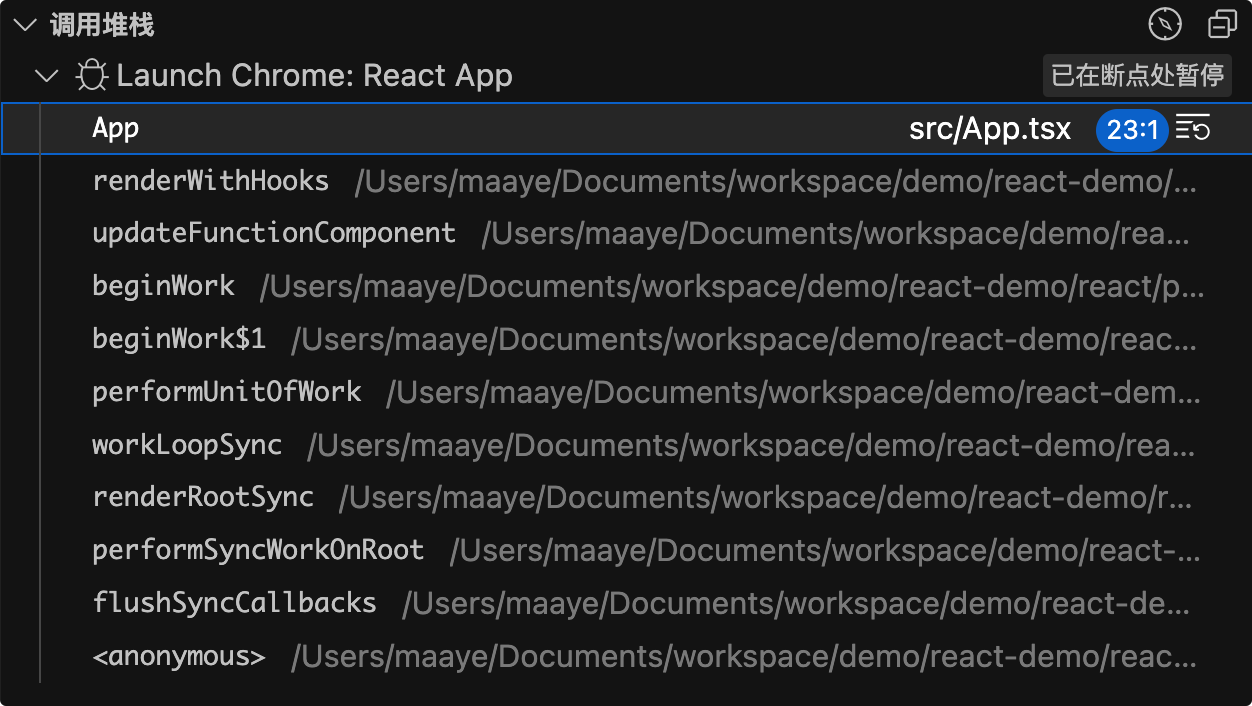 调用堆栈
Launch Chrome: React App 已在断点处暂停
App src/App.tsx 23:1
renderWithHooks /Users/maaye/Documents/workspace/demo/react-demo/...
updateFunctionComponent /Users/maaye/Documents/workspace/demo/rea...
beginWork /Users/maaye/Documents/workspace/demo/react-demo/react/p...
beginWork$1 /Users/maaye/Documents/workspace/demo/react-demo/reac...
performUnitOfWork /Users/maaye/Documents/workspace/demo/react-dem...
workLoopSync /Users/maaye/Documents/workspace/demo/react-demo/rea...
renderRootSync /Users/maaye/Documents/workspace/demo/react-demo/r...
performSyncWorkOnRoot /Users/maaye/Documents/workspace/demo/react-...
flushSyncCallbacks /Users/maaye/Documents/workspace/demo/react-de...
<anonymous> /Users/maaye/Documents/workspace/demo/react-demo/reac...